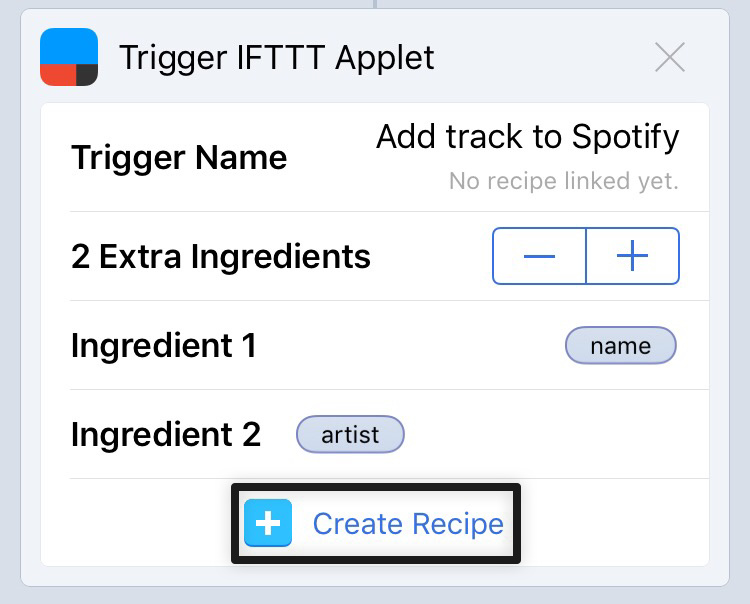 Trigger IFTTT Applet
Trigger Name
Add track to Spotify
No recipe linked yet.
2 Extra Ingredients
Ingredient 1 name
Ingredient 2 artist
Create Recipe